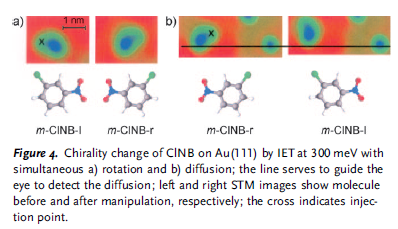 a) x 1 nm b) x
m-ClNB-l m-ClNB-r m-ClNB-r m-ClNB-l
Figure 4. Chirality change of ClNB on Au(111) by IET at 300 meV with
simultaneous a) rotation and b) diffusion; the line serves to guide the
eye to detect the diffusion; left and right STM images show molecule
before and after manipulation, respectively; the cross indicates injec-
tion point.